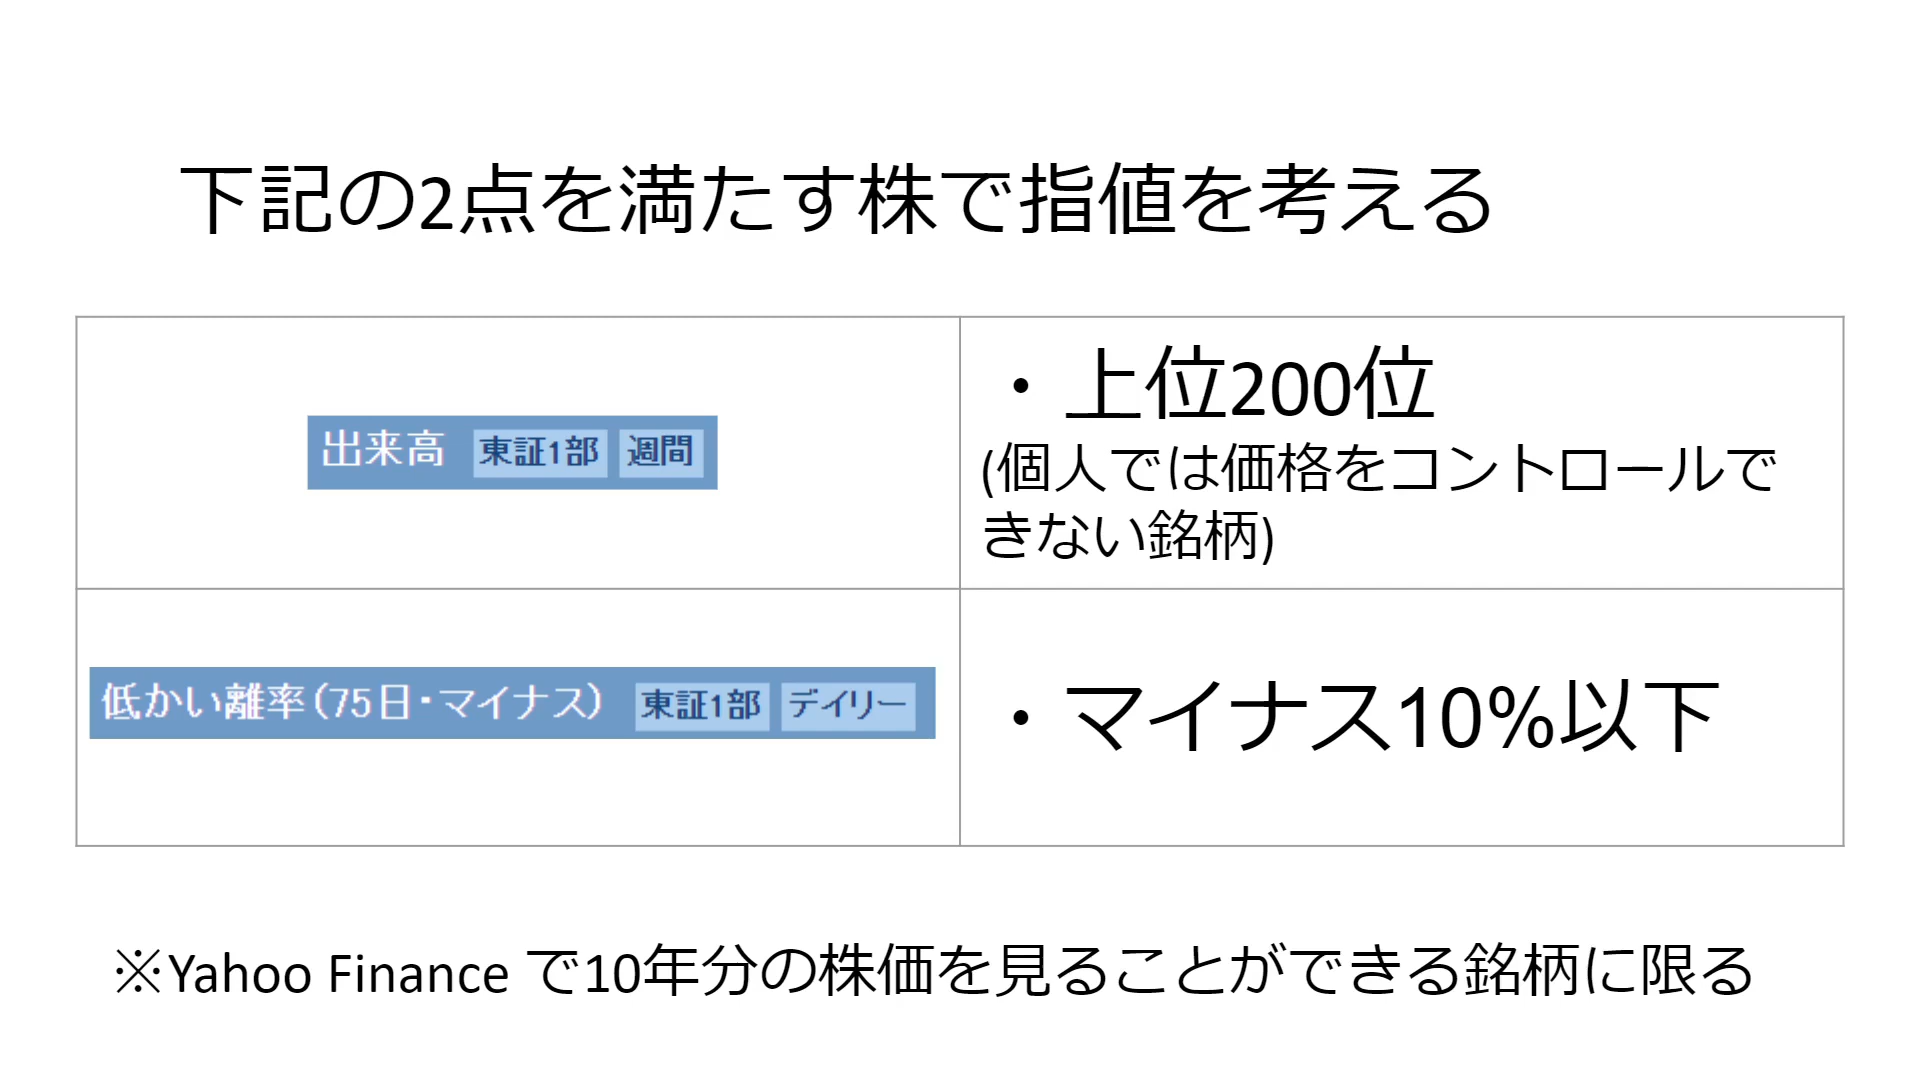 下記の2点を満たす株で指値を考える
出来高 東証1部 週間
・上位200位
(個人では価格をコントロールで
きない銘柄)
低かい離率(75日・マイナス) 東証1部 デイリー
・マイナス10%以下
※Yahoo Finance で10年分の株価を見ることができる銘柄に限る